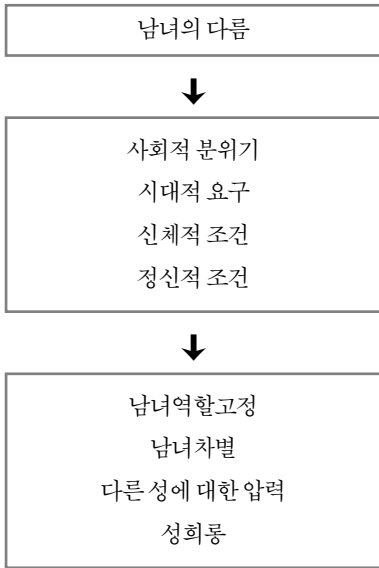 남녀의 다름
사회적 분위기
시대적 요구
신체적 조건
정신적 조건
남녀역할고정
남녀차별
다른 성에 대한 압력
성희롱